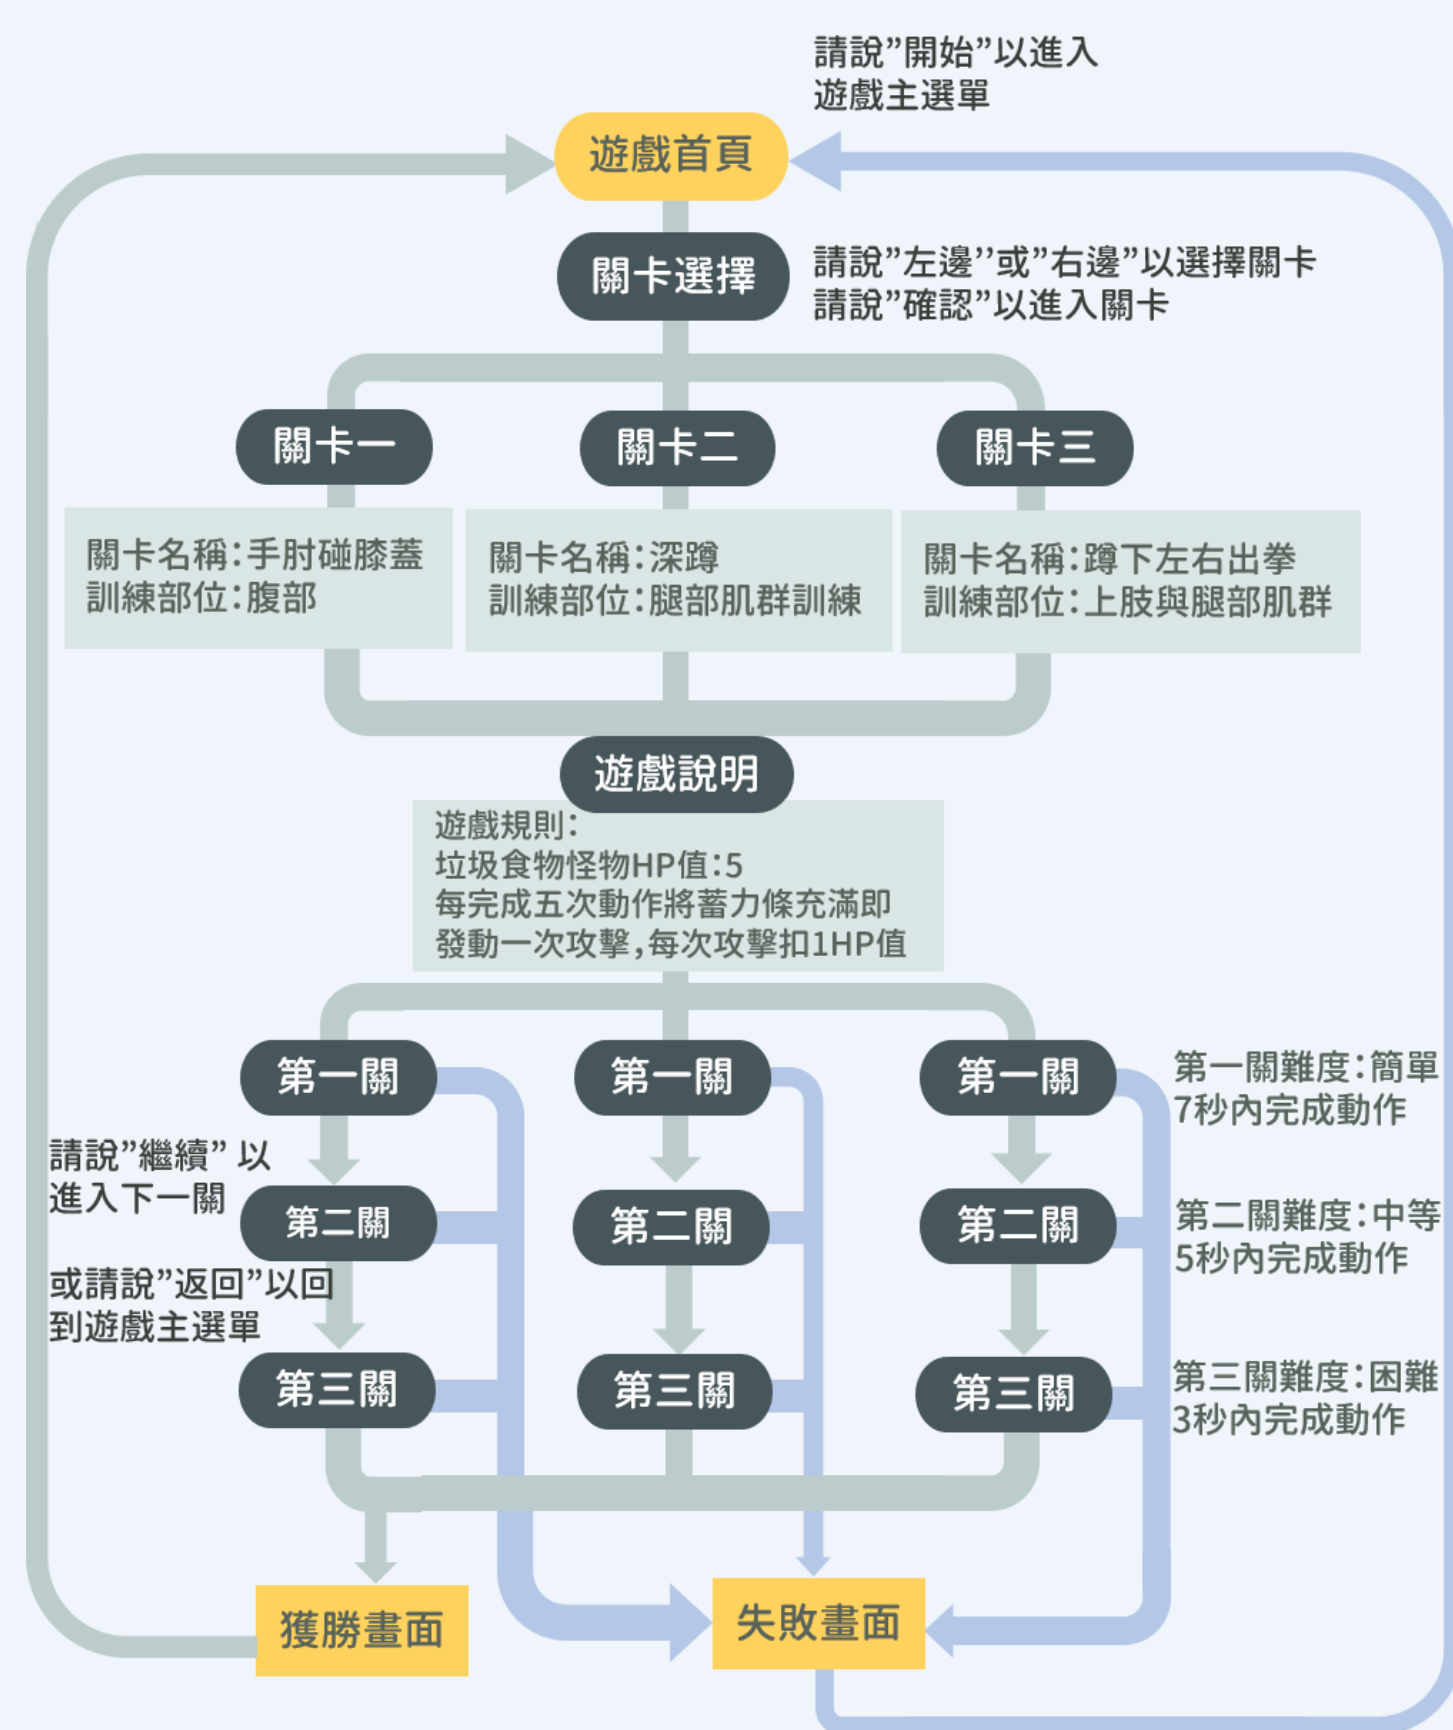 請說”開始”以進入
遊戲主選單
遊戲首頁
關卡選擇
請說”左邊’’或”右邊”以選擇關卡
請說”確認”以進入關卡
關卡一
關卡二
關卡三
關卡名稱：手肘碰膝蓋
訓練部位：腹部
關卡名稱：深蹲
訓練部位：腿部肌群訓練
關卡名稱：蹲下左右出拳
訓練部位：上肢與腿部肌群
遊戲說明
遊戲規則：
垃圾食物怪物HP值：5
每完成五次動作將蓄力條充滿即
發動一次攻擊，每次攻擊扣1HP值
第一關
第一關
第一關
第一關難度：簡單
7秒內完成動作
請說”繼續” 以
進入下一關
第二關
第二關
第二關
第二關難度：中等
5秒內完成動作
或請說”返回”以回
到遊戲主選單
第三關
第三關
第三關
第三關難度：困難
3秒內完成動作
獲勝畫面
失敗畫面